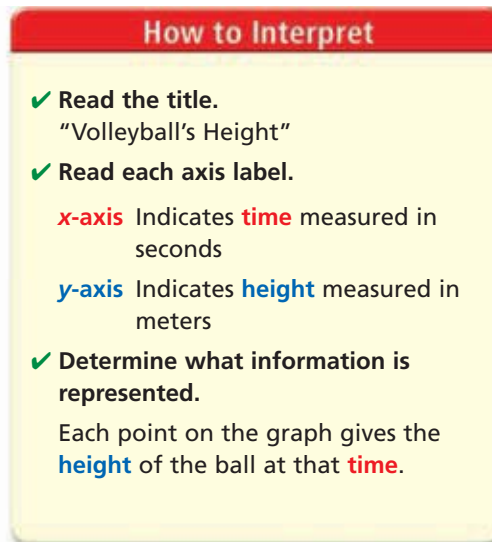 How to Interpret
✔ Read the title.
“Volleyball’s Height”
✔ Read each axis label.
x-axis Indicates time measured in
seconds
y-axis Indicates height measured in
meters
✔ Determine what information is
represented.
Each point on the graph gives the
height of the ball at that time.